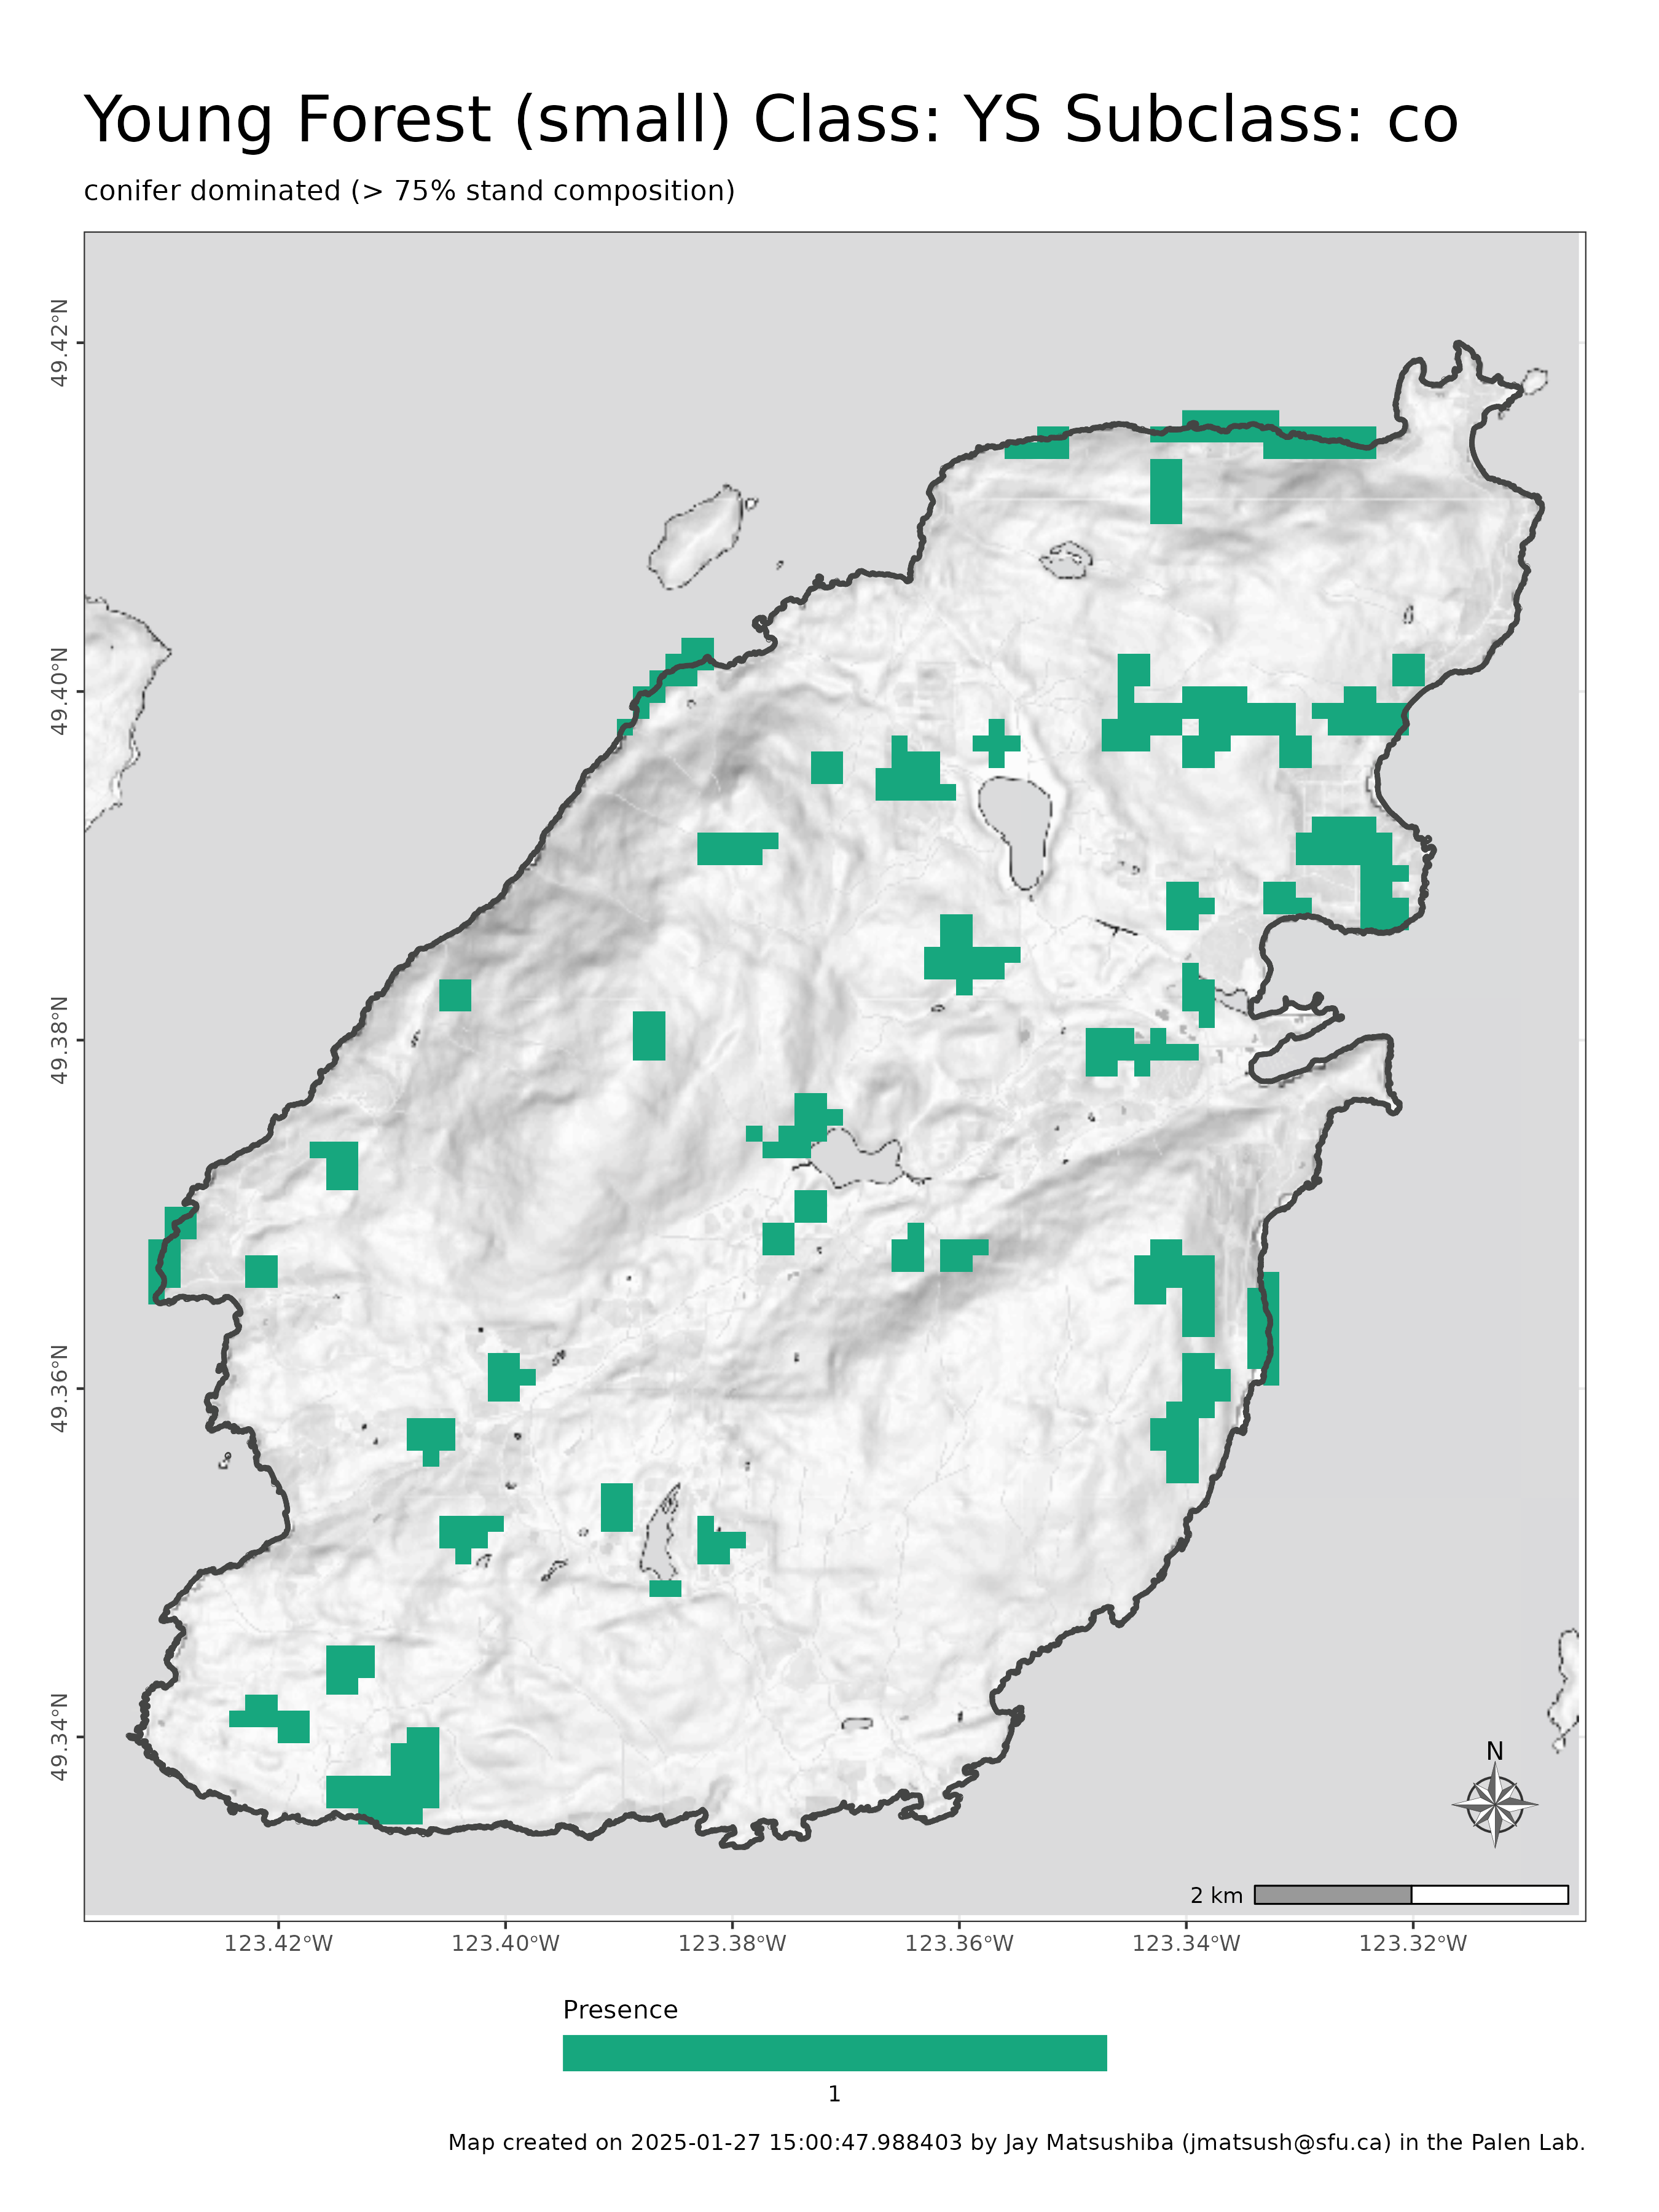 Young Forest (small) Class: YS Subclass: co
conifer dominated (> 75% stand composition)
49.42°N
49.40°N
49.38°N
49.36°N
49.34°N
N
2 km
123.42°W 123.40°W 123.38°W 123.36°W 123.34°W 123.32°W
Presence
1
Map created on 2025-01-27 15:00:47.988403 by Jay Matsushiba (jmatsush@sfu.ca) in the Palen Lab.